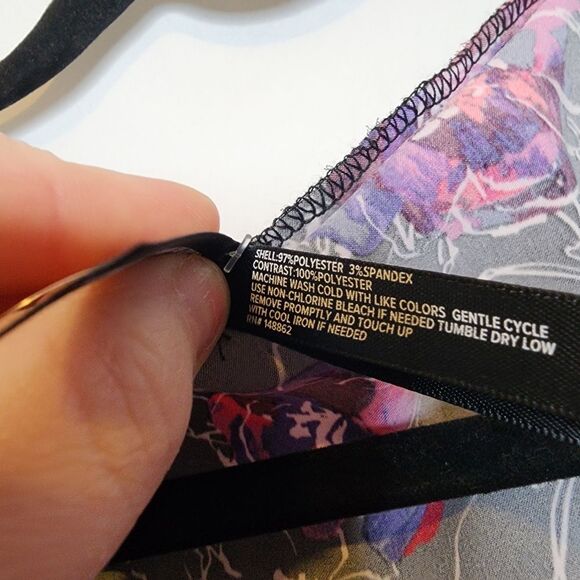 SHELL:97%POLYESTER 3%SPANDEX
CONTRAST:100%POLYESTER
MACHINE WASH COLD WITH LIKE COLORS GENTLE CYCLE
USE NON-CHLORINE BLEACH IF NEEDED TUMBLE DRY LOW
REMOVE PROMPTLY AND TOUCH UP
WITH COOL IRON IF NEEDED
RN# 148862